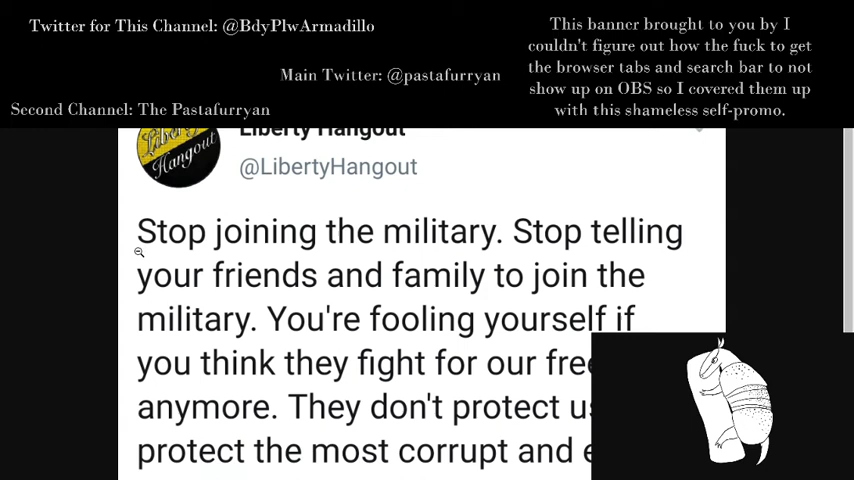 Twitter for This Channel: @BdyPlwArmadillo
Main Twitter: @pastafurryan
Second Channel: The Pastafurryan
This banner brought to you by I
couldn't figure out how the fuck to get
the browser tabs and search bar to not
show up on OBS so I covered them up
with this shameless self-promo.
Liberty Hangout
Hangout
@LibertyHangout
Stop joining the military. Stop telling
your friends and family to join the
military. You're fooling yourself if
you think they fight for our
anymore. They don't protect
protect the most corrupt and